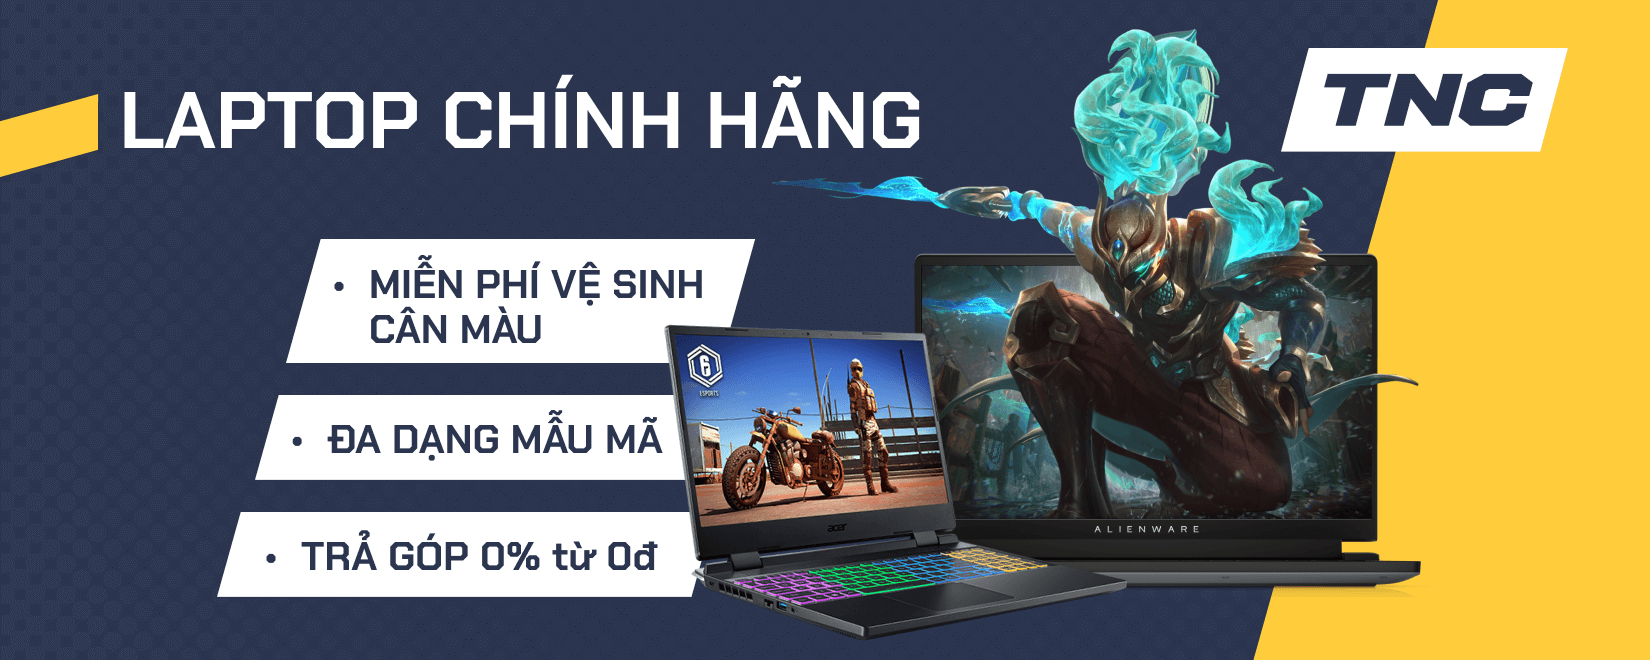 LAPTOP CHÍNH HÃNG
TNC
• MIỄN PHÍ VỆ SINH
CÂN MÀU
• ĐA DẠNG MẪU MÃ
• TRẢ GÓP 0% từ 0đ
6
ESPORTS
acer
ALIENWARE